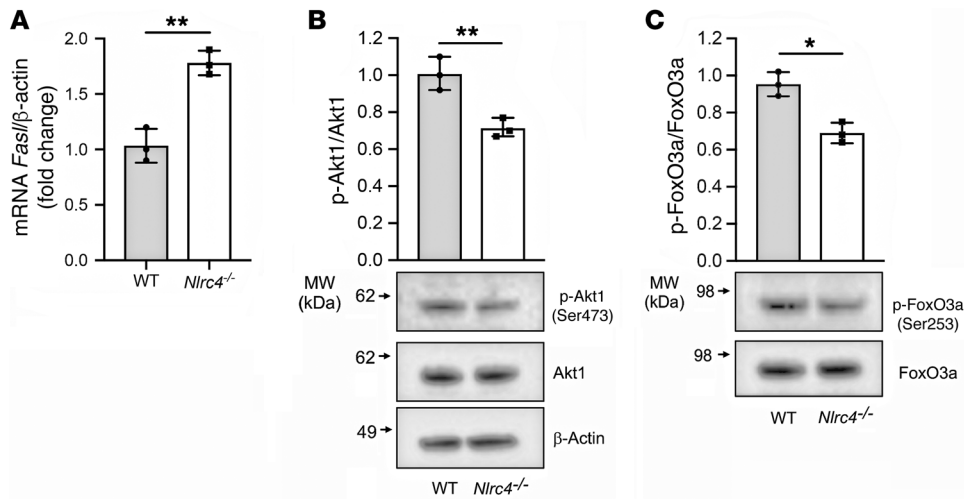 A
mRNA Fasl/β-actin
(fold change)
2.0
1.5
1.0
1.5
0.0
**
WT
Nlrc4-/-
B
p-Akt1/Akt1
1.2
1.0
0.8
0.6
0.4
0.2
0.0
**
MW
(kDa)
62
p-Akt1
(Ser473)
62
Akt1
49
β-Actin
WT
Nlrc4-/-
C
p-FoxO3a/FoxO3a
1.2
1.0
0.8
0.6
0.4
0.2
0.0
*
MW
(kDa)
98
p-FoxO3a
(Ser253)
98
FoxO3a
WT
Nlrc4-/-